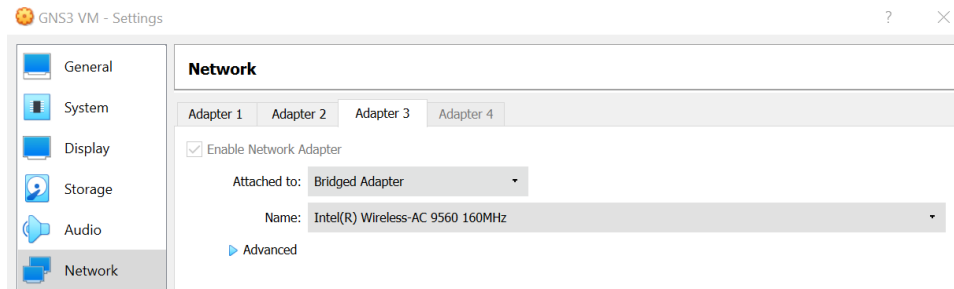 GNS3 VM - Settings ?
General
Network
System
Adapter 1 Adapter 2 Adapter 3 Adapter 4
Display
Enable Network Adapter
Storage
Attached to: Bridged Adapter
Name: Intel(R) Wireless-AC 9560 160MHz
Audio
Advanced
Network